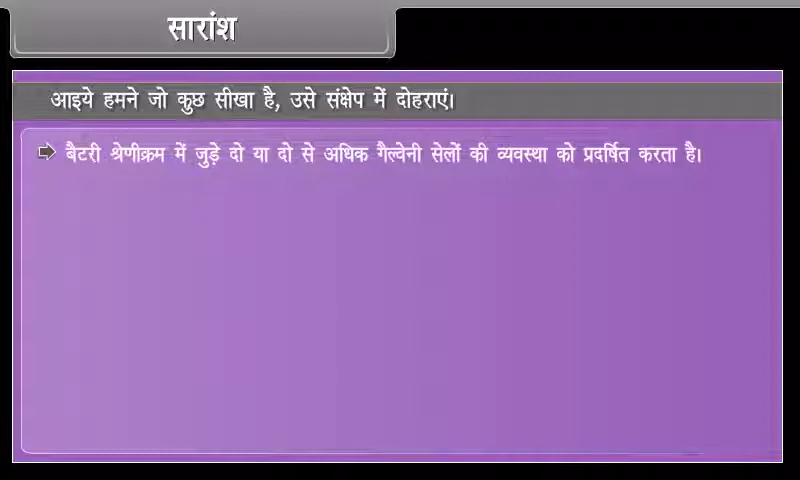 सारांश
आइये हमने जो कुछ सीखा है, उसे संक्षेप में दोहराएं।
बैटरी श्रेणीक्रम में जुड़े दो या दो से अधिक गैल्वेनी सेलों की व्यवस्था को प्रदर्षित करता है।